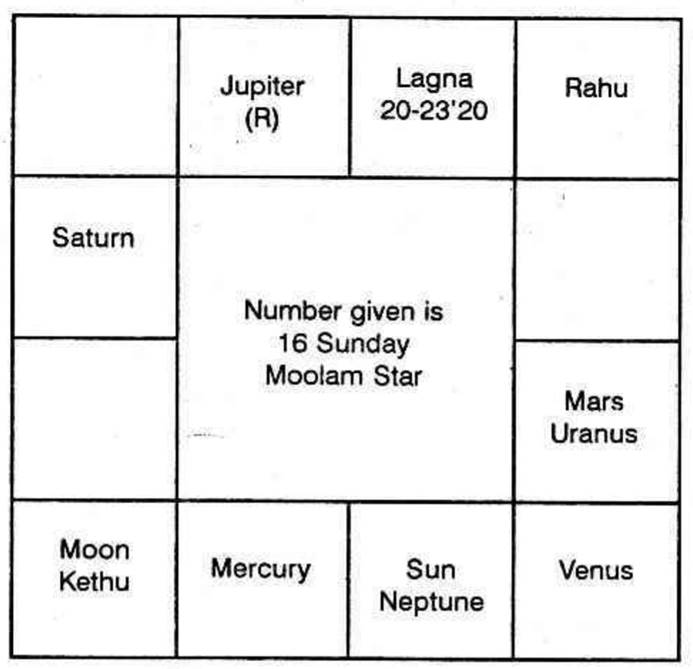 Jupiter
(R)
Lagna
20-23'20
Rahu
Saturn
Number given is
16 Sunday
Moolam Star
Mars
Uranus
Moon
Kethu
Mercury
Sun
Neptune
Venus